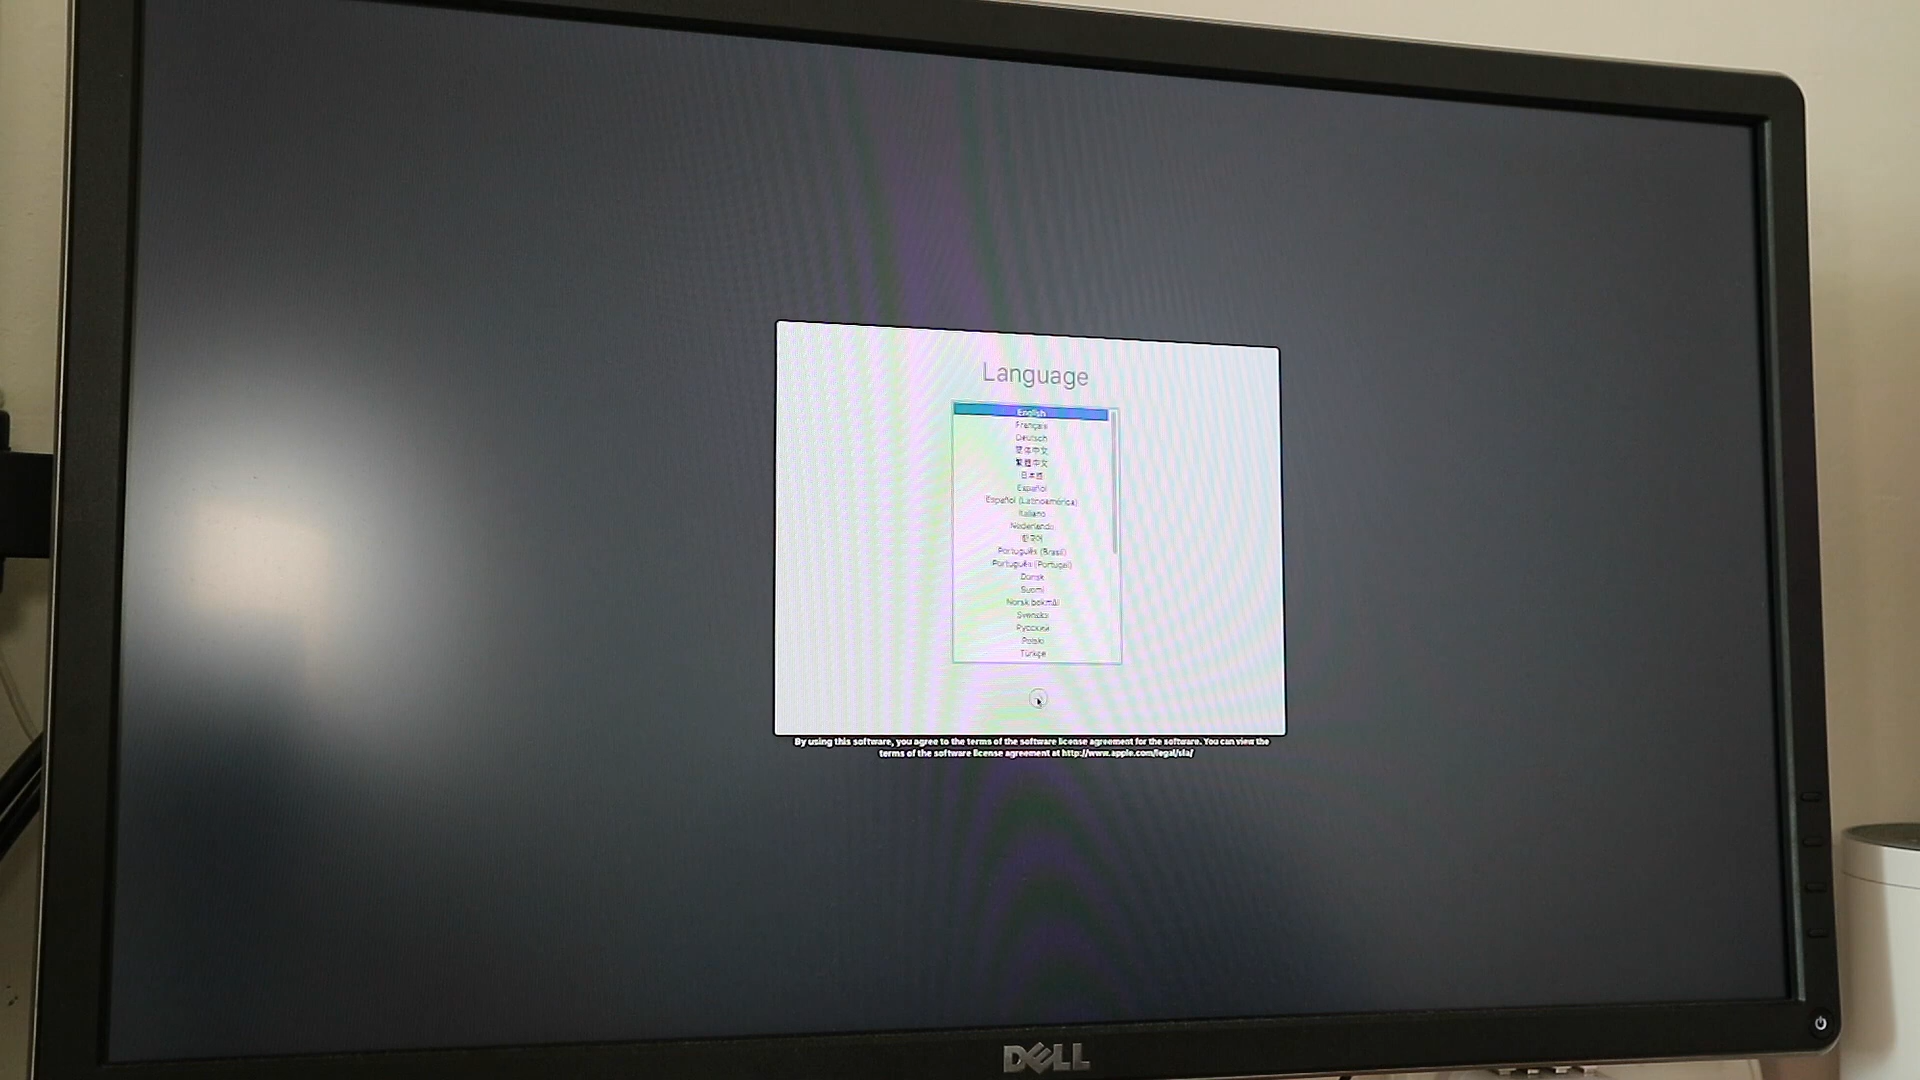 Language
English
Français
Deutsch
简体中文
繁體中文
日本語
Español
Español (Latinoamérica)
Italiano
Nederlands
한국어
Português (Brasil)
Português (Portugal)
Dansk
Suomi
Norsk bokmål
Svenska
Русский
Polski
Türkçe
By using this software, you agree to the terms of the software license agreement for the software. You can view the
terms of the software license agreement at http://www.apple.com/legal/sla/
DELL